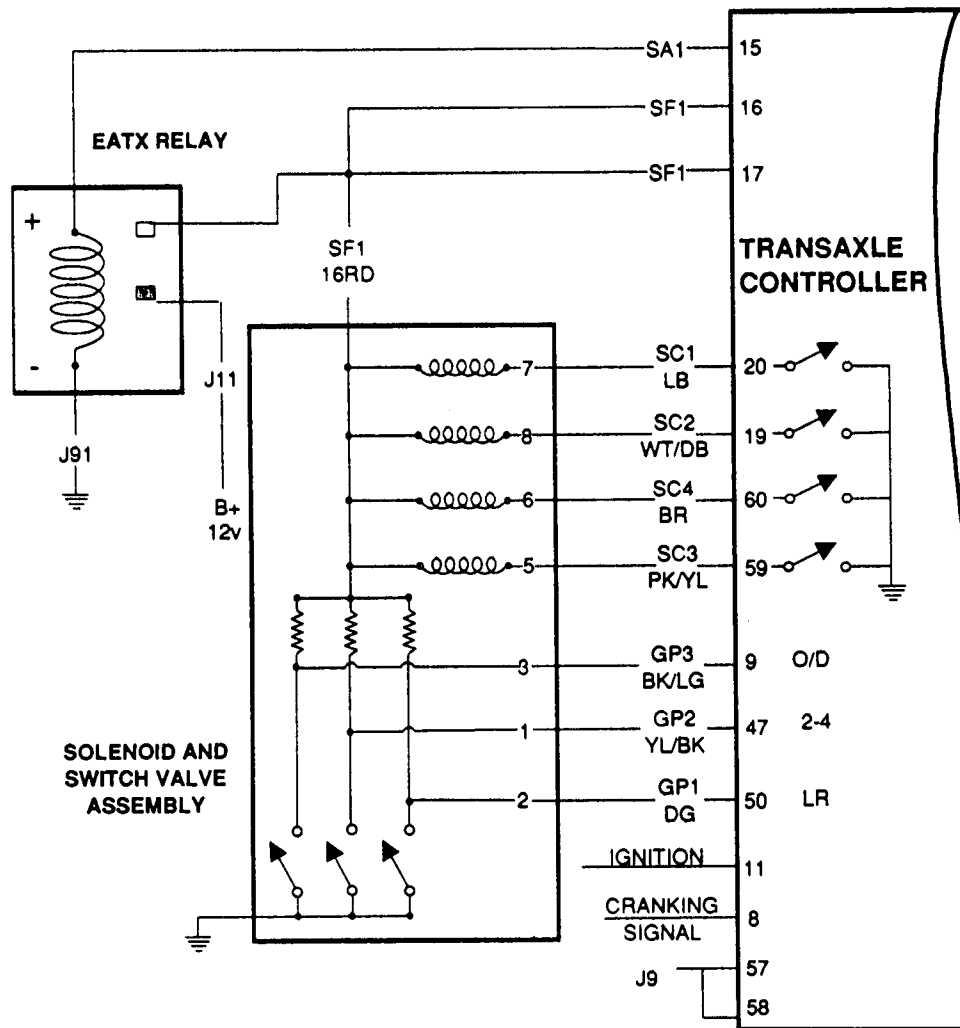 SA1 15
SF1 16
EATX RELAY
SF1 17
+
SF1
16RD
TRANSAXLE
CONTROLLER
-
J11
7 SC1 20
LB
8 SC2 19
WT/DB
J91
6 SC4 60
BR
B+
12v
5 SC3 59
PK/YL
3 GP3 9 O/D
BK/LG
1 GP2 47 2-4
YL/BK
SOLENOID AND
SWITCH VALVE
ASSEMBLY
2 GP1 50 LR
DG
IGNITION 11
CRANKING 8
SIGNAL
J9 57
58